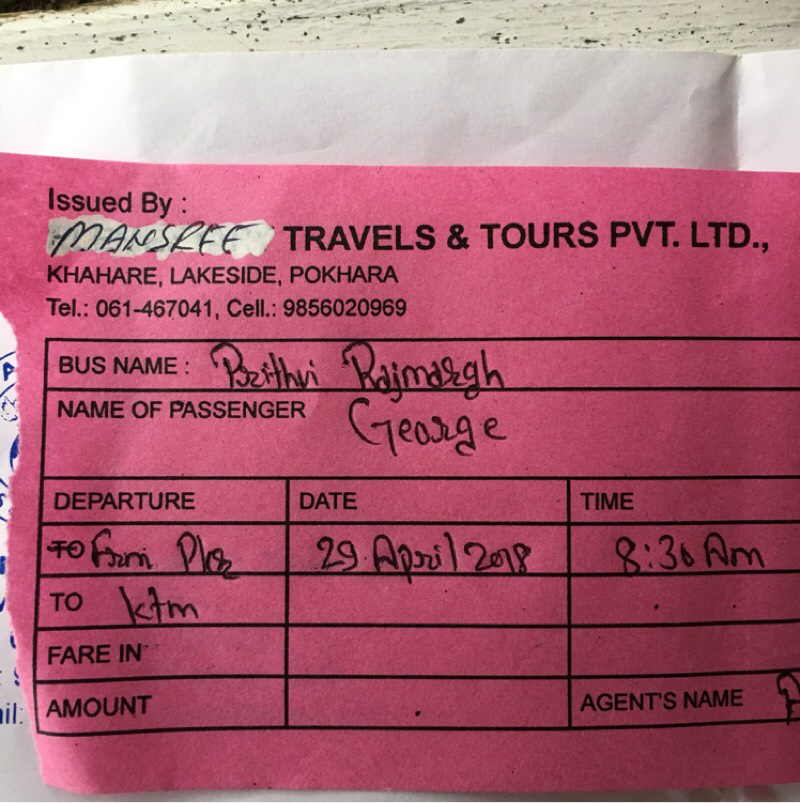 Issued By :
MANSREE TRAVELS & TOURS PVT. LTD.,
KHAHARE, LAKESIDE, POKHARA
Tel.: 061-467041, Cell.: 9856020969
BUS NAME : Prithvi Rajmargh
NAME OF PASSENGER George
DEPARTURE DATE TIME
TO From Pkg 29 April 2018 8:30 Am
TO ktm
FARE IN
AMOUNT AGENT'S NAME
ail: